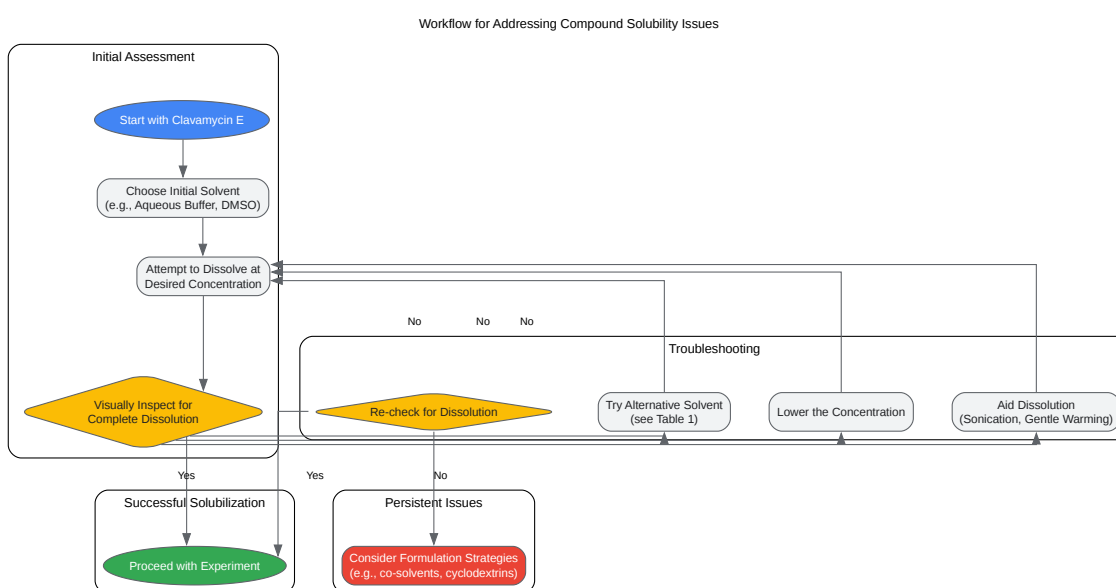 Workflow for Addressing Compound Solubility Issues
Initial Assessment
Start with Clavamycin E
Choose Initial Solvent
(e.g., Aqueous Buffer, DMSO)
Attempt to Dissolve at
Desired Concentration
No
No
No
Troubleshooting
Visually Inspect for
Complete Dissolution
Re-check for Dissolution
Try Alternative Solvent
(see Table 1)
Lower the Concentration
Aid Dissolution
(Sonication, Gentle Warming)
Yes
Yes
No
Successful Solubilization
Proceed with Experiment
Persistent Issues
Consider Formulation Strategies
(e.g., co-solvents, cyclodextrins)